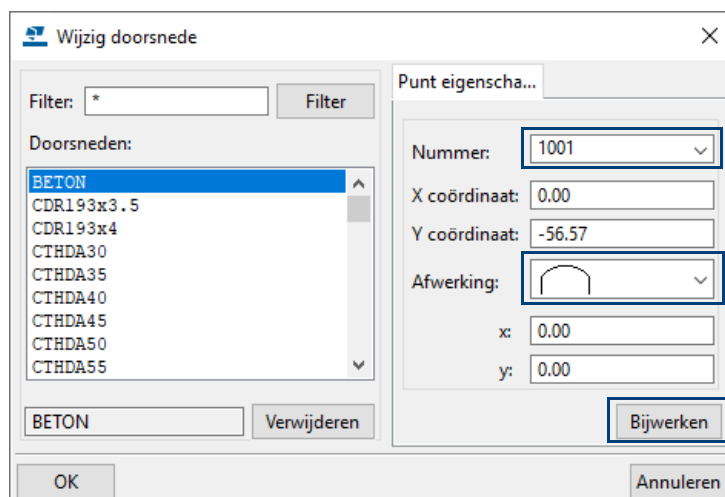 Wijzig doorsnede
Filter: *
Filter
Doorsneden:
BETON
CDR193x3.5
CDR193x4
CTHDA30
CTHDA35
CTHDA40
CTHDA45
CTHDA50
CTHDA55
BETON
Verwijderen
Punt eigenscha...
Nummer: 1001
X coördinaat: 0.00
Y coördinaat: -56.57
Afwerking:
x: 0.00
y: 0.00
Bijwerken
OK
Annuleren